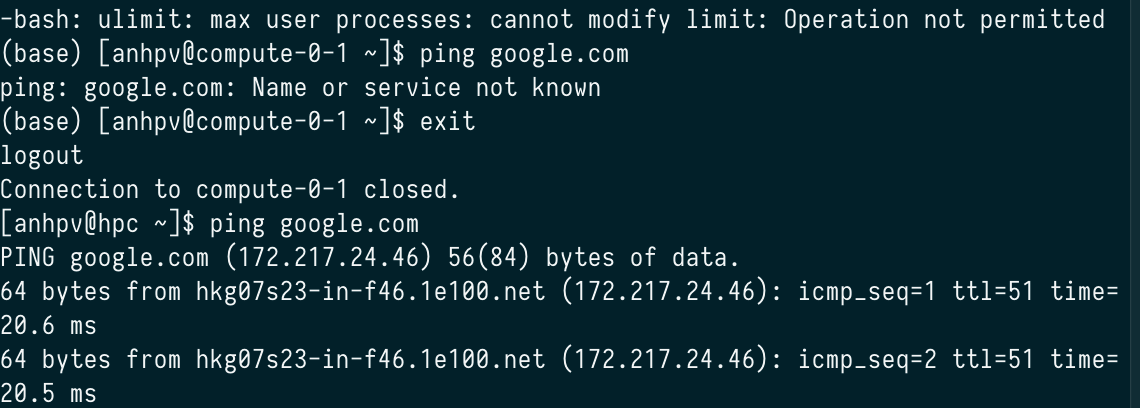 -bash: ulimit: max user processes: cannot modify limit: Operation not permitted
(base) [anhpv@compute-0-1 ~]$ ping google.com
ping: google.com: Name or service not known
(base) [anhpv@compute-0-1 ~]$ exit
logout
Connection to compute-0-1 closed.
[anhpv@hpc ~]$ ping google.com
PING google.com (172.217.24.46) 56(84) bytes of data.
64 bytes from hkg07s23-in-f46.1e100.net (172.217.24.46): icmp_seq=1 ttl=51 time=
20.6 ms
64 bytes from hkg07s23-in-f46.1e100.net (172.217.24.46): icmp_seq=2 ttl=51 time=
20.5 ms